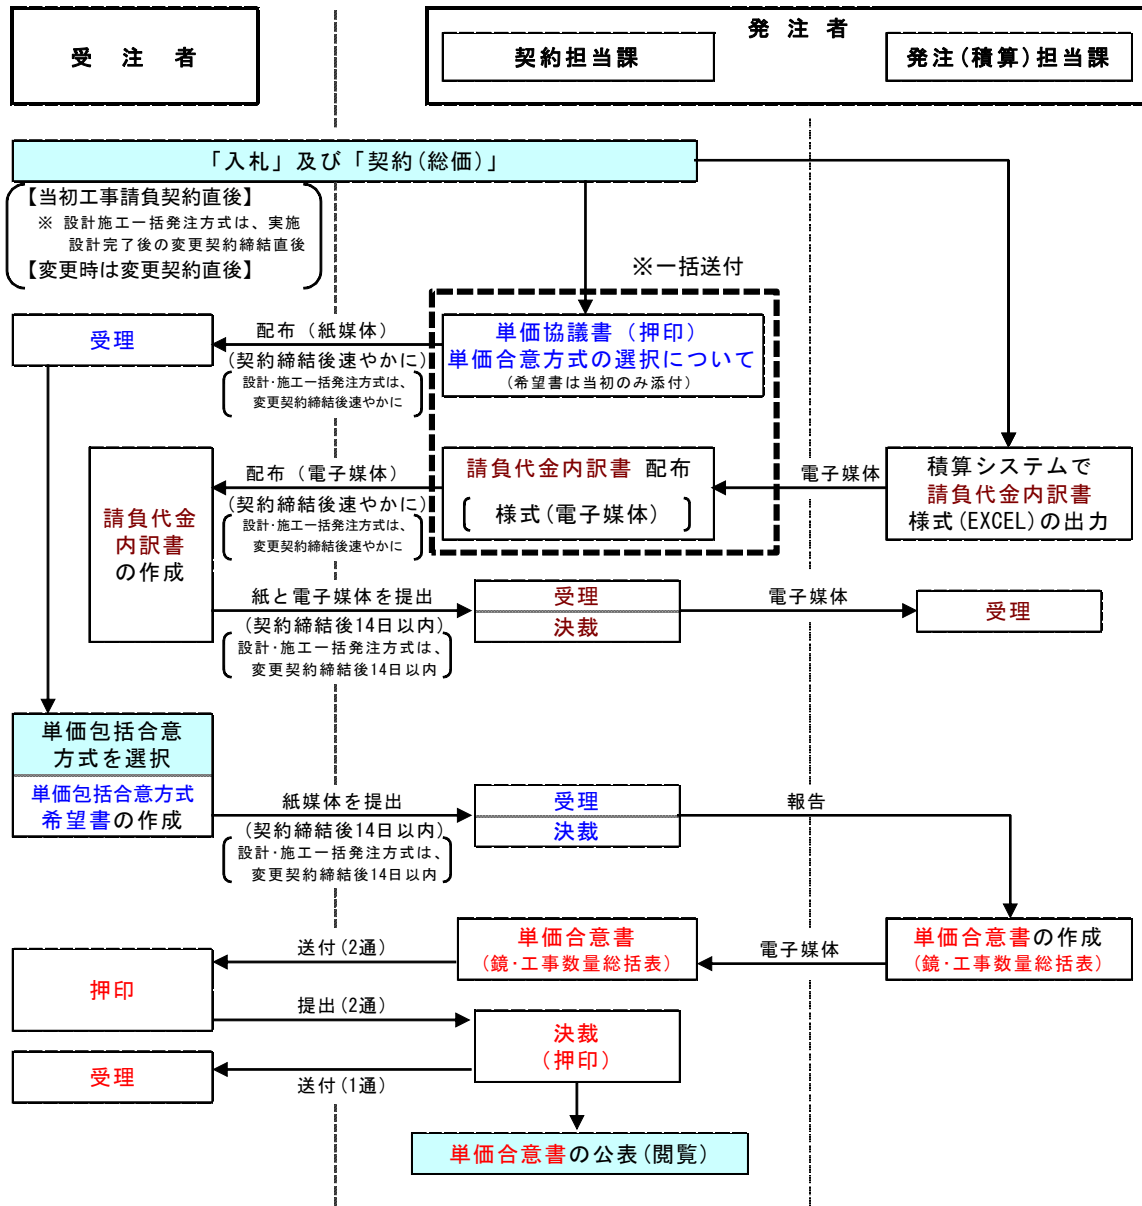 受 注 者
発 注 者
契約担当課
発注(積算)担当課
「入札」及び「契約(総価)」
【当初工事請負契約直後】
※ 設計施工一括発注方式は、実施
設計完了後の変更契約締結直後
【変更時は変更契約直後】
※一括送付
受理
配布(紙媒体)
(契約締結後速やかに)
設計・施工一括発注方式は、
変更契約締結後速やかに
単価協議書(押印)
単価合意方式の選択について
(希望書は当初のみ添付)
請負代金
内訳書
の作成
配布(電子媒体)
(契約締結後速やかに)
設計・施工一括発注方式は、
変更契約締結後速やかに
請負代金内訳書 配布
様式(電子媒体)
電子媒体
積算システムで
請負代金内訳書
様式(EXCEL)の出力
紙と電子媒体を提出
(契約締結後14日以内)
設計・施工一括発注方式は、
変更契約締結後14日以内
受理
決裁
電子媒体
受理
単価包括合意
方式を選択
単価包括合意方式
希望書の作成
紙媒体を提出
(契約締結後14日以内)
設計・施工一括発注方式は、
変更契約締結後14日以内
受理
決裁
報告
単価合意書の作成
(鏡・工事数量総括表)
電子媒体
単価合意書
(鏡・工事数量総括表)
送付(2通)
押印
提出(2通)
決裁
(押印)
受理
送付(1通)
単価合意書の公表(閲覧)